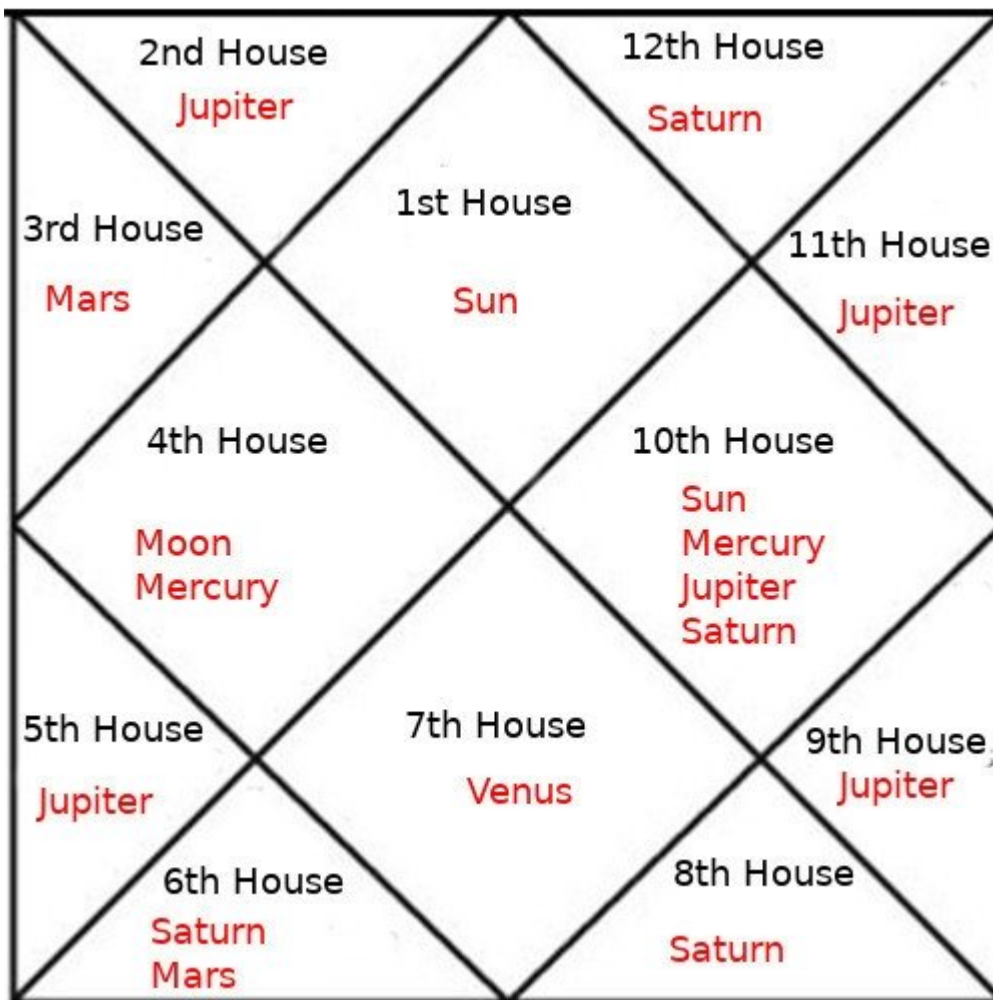 2nd House
Jupiter
12th House
Saturn
1st House
Sun
3rd House
Mars
11th House
Jupiter
4th House
Moon
Mercury
10th House
Sun
Mercury
Jupiter
Saturn
5th House
Jupiter
7th House
Venus
9th House
Jupiter
6th House
Saturn
Mars
8th House
Saturn